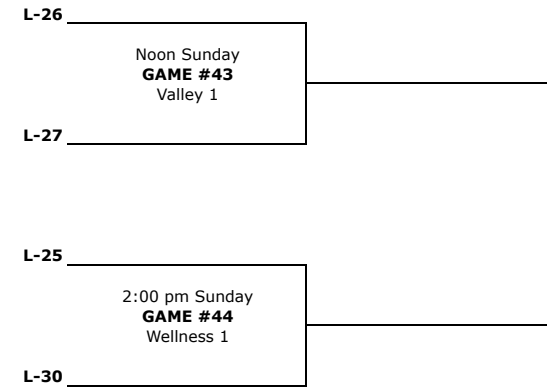 L-26
Noon Sunday
GAME #43
Valley 1
L-27
L-25
2:00 pm Sunday
GAME #44
Wellness 1
L-30